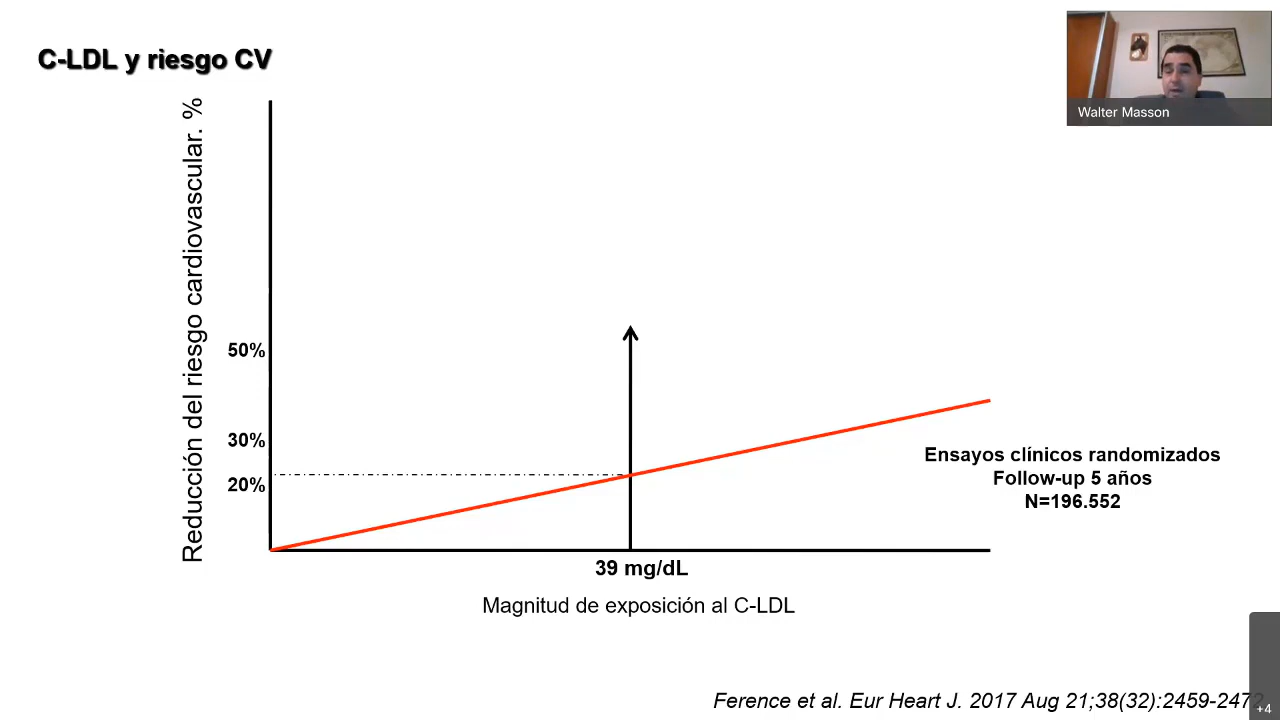 C-LDL y riesgo CV
Walter Masson
Reducción del riesgo cardiovascular. %
50%
30%
20%
Ensayos clínicos randomizados
Follow-up 5 años
N=196.552
39 mg/dL
Magnitud de exposición al C-LDL
Ference et al. Eur Heart J. 2017 Aug 21;38(32):2459-2472
+4